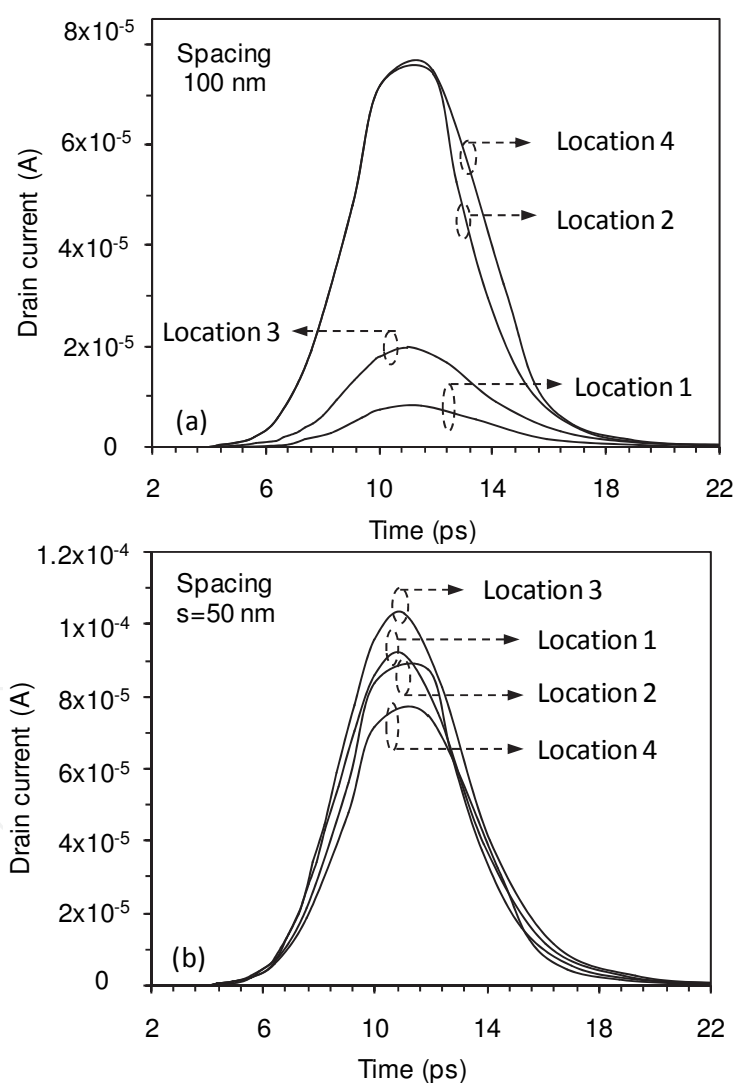 8x10-5
Spacing
100 nm
6x10-5
Location 4
Location 2
4x10-5
Drain current (A)
Location 3
2x10-5
Location 1
(a)
0
2 6 10 14 18 22
Time (ps)
1.2x10-4
Spacing
s=50 nm
Location 3
1x10-4
Location 1
Location 2
8x10-5
Location 4
6x10-5
Drain current (A)
4x10-5
2x10-5
(b)
0
2 6 10 14 18 22
Time (ps)